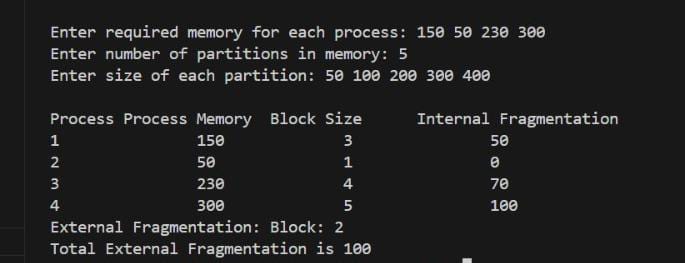 Enter required memory for each process: 150 50 230 300
Enter number of partitions in memory: 5
Enter size of each partition: 50 100 200 300 400
Process Process Memory Block Size Internal Fragmentation
1 150 3 50
2 50 1 0
3 230 4 70
4 300 5 100
External Fragmentation: Block: 2
Total External Fragmentation is 100